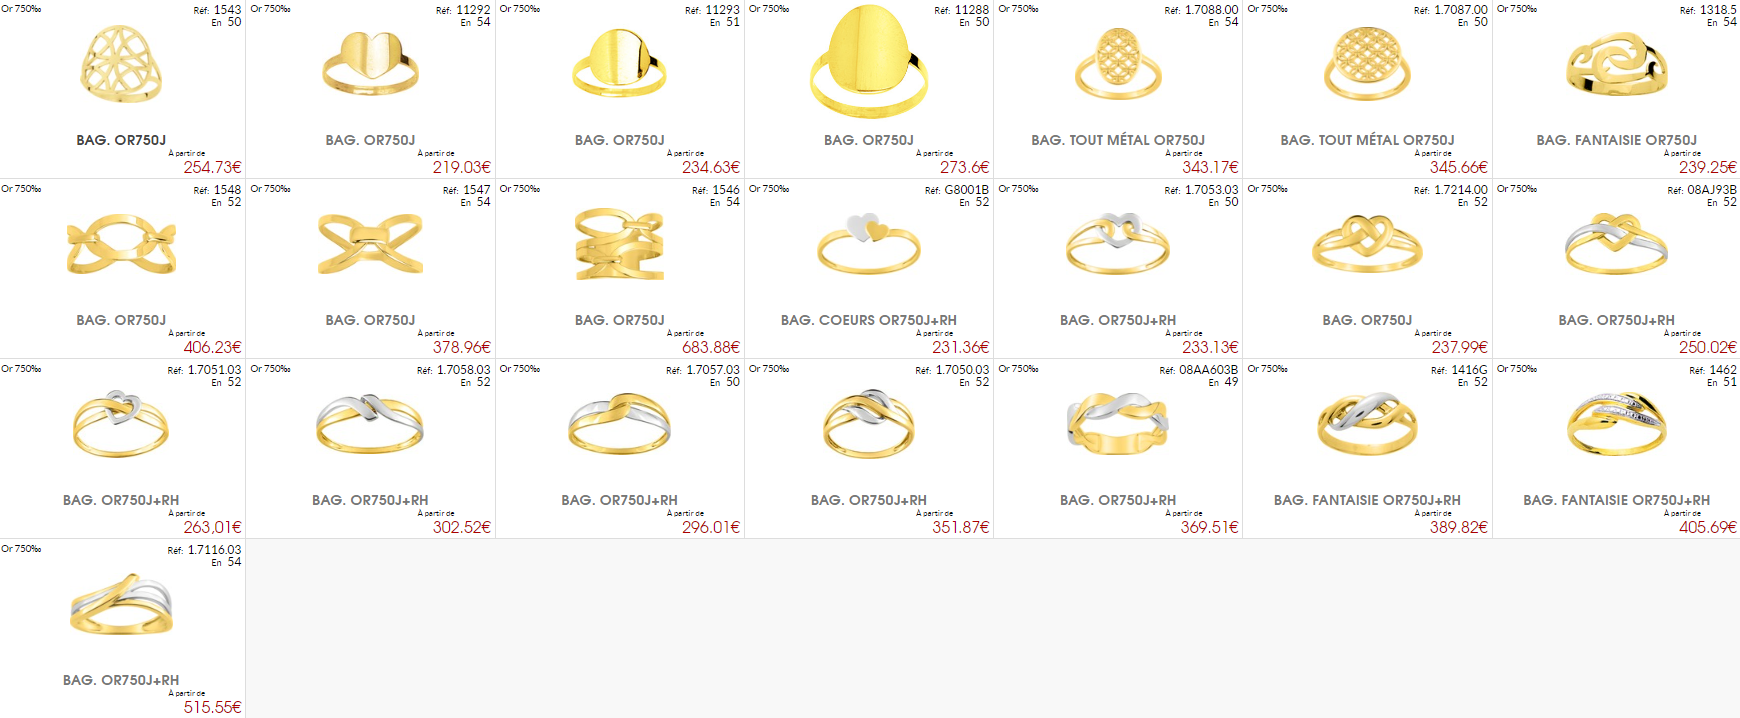 Or 750‰ Réf: 1543
En 50
BAG. OR750J
À partir de
254.73€
Or 750‰ Réf: 11292
En 54
BAG. OR750J
À partir de
219.03€
Or 750‰ Réf: 11293
En 51
BAG. OR750J
À partir de
234.63€
Or 750‰ Réf: 11288
En 50
BAG. OR750J
À partir de
273.6€
Or 750‰ Réf: 1.7088.00
En 54
BAG. TOUT MÉTAL OR750J
À partir de
343.17€
Or 750‰ Réf: 1.7087.00
En 50
BAG. TOUT MÉTAL OR750J
À partir de
345.66€
Or 750‰ Réf: 1318.5
En 54
BAG. FANTAISIE OR750J
À partir de
239.25€
Or 750‰ Réf: 1548
En 52
BAG. OR750J
À partir de
406.23€
Or 750‰ Réf: 1547
En 54
BAG. OR750J
À partir de
378.96€
Or 750‰ Réf: 1546
En 54
BAG. OR750J
À partir de
683.88€
Or 750‰ Réf: G8001B
En 52
BAG. COEURS OR750J+RH
À partir de
231.36€
Or 750‰ Réf: 1.7053.03
En 50
BAG. OR750J+RH
À partir de
233.13€
Or 750‰ Réf: 1.7214.00
En 52
BAG. OR750J
À partir de
237.99€
Or 750‰ Réf: 08AJ93B
En 52
BAG. OR750J+RH
À partir de
250.02€
Or 750‰ Réf: 1.7051.03
En 52
BAG. OR750J+RH
À partir de
263,01€
Or 750‰ Réf: 1.7058.03
En 52
BAG. OR750J+RH
À partir de
302.52€
Or 750‰ Réf: 1.7057.03
En 50
BAG. OR750J+RH
À partir de
296.01€
Or 750‰ Réf: 1.7050.03
En 52
BAG. OR750J+RH
À partir de
351.87€
Or 750‰ Réf: 08AA603B
En 49
BAG. OR750J+RH
À partir de
369.51€
Or 750‰ Réf: 1416G
En 52
BAG. FANTAISIE OR750J+RH
À partir de
389.82€
Or 750‰ Réf: 1462
En 51
BAG. FANTAISIE OR750J+RH
À partir de
405.69€
Or 750‰ Réf: 1.7116.03
En 54
BAG. OR750J+RH
À partir de
515.55€